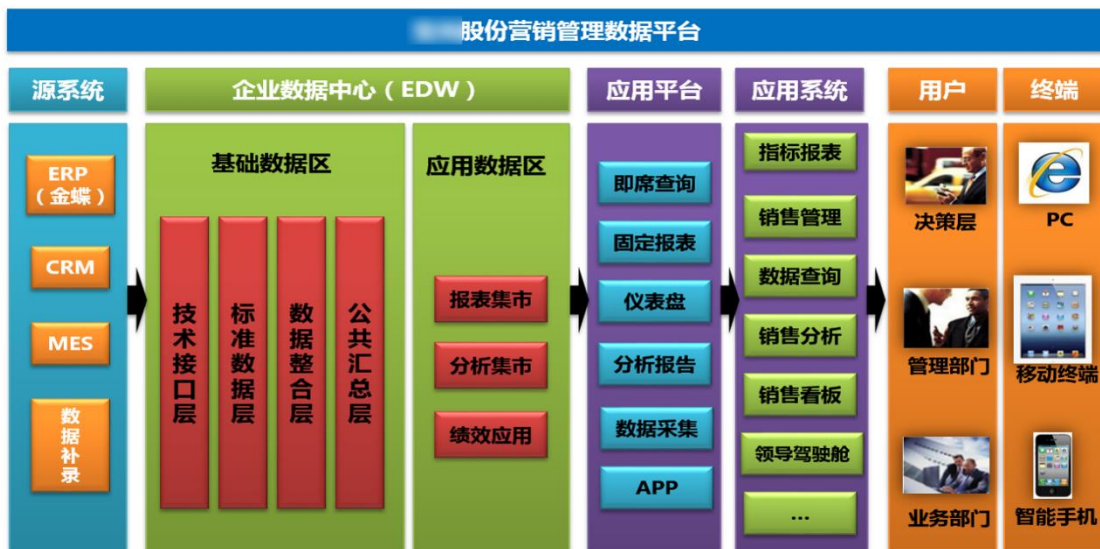 股份营销管理数据平台
源系统
企业数据中心（EDW）
应用平台
应用系统
用户
终端
ERP
（金蝶）
CRM
MES
数据补录
基础数据区
技术接口层
标准数据层
数据整合层
公共汇总层
应用数据区
报表集市
分析集市
绩效应用
即席查询
固定报表
仪表盘
分析报告
数据采集
APP
指标报表
销售管理
数据查询
销售分析
销售看板
领导驾驶舱
...
决策层
管理部门
业务部门
PC
移动终端
智能手机